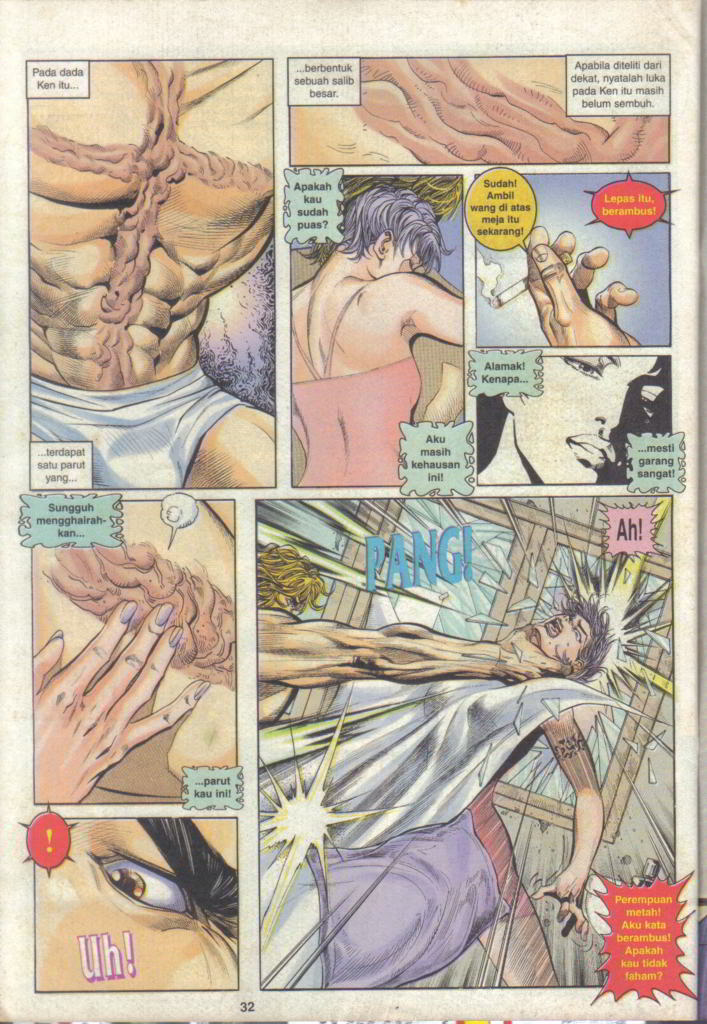 Pada dada
Ken itu...
...terdapat
satu parut
yang...
...berbentuk
sebuah salib
besar.
Apabila diteliti dari
dekat, nyatalah luka
pada Ken itu masih
belum sembuh.
Apakah
kau
sudah
puas?
Aku
masih
kehausan
ini!
Sudah!
Ambil
wang di atas
meja itu
sekarang!
Lepas itu,
berambus!
Alamak!
Kenapa...
...mesti
garang
sangat!
Sungguh
mengghairah-
kan...
...parut
kau ini!
!
Uh!
PANG!
Ah!
Perempuan
metah!
Aku kata
berambus!
Apakah
kau tidak
faham?
32